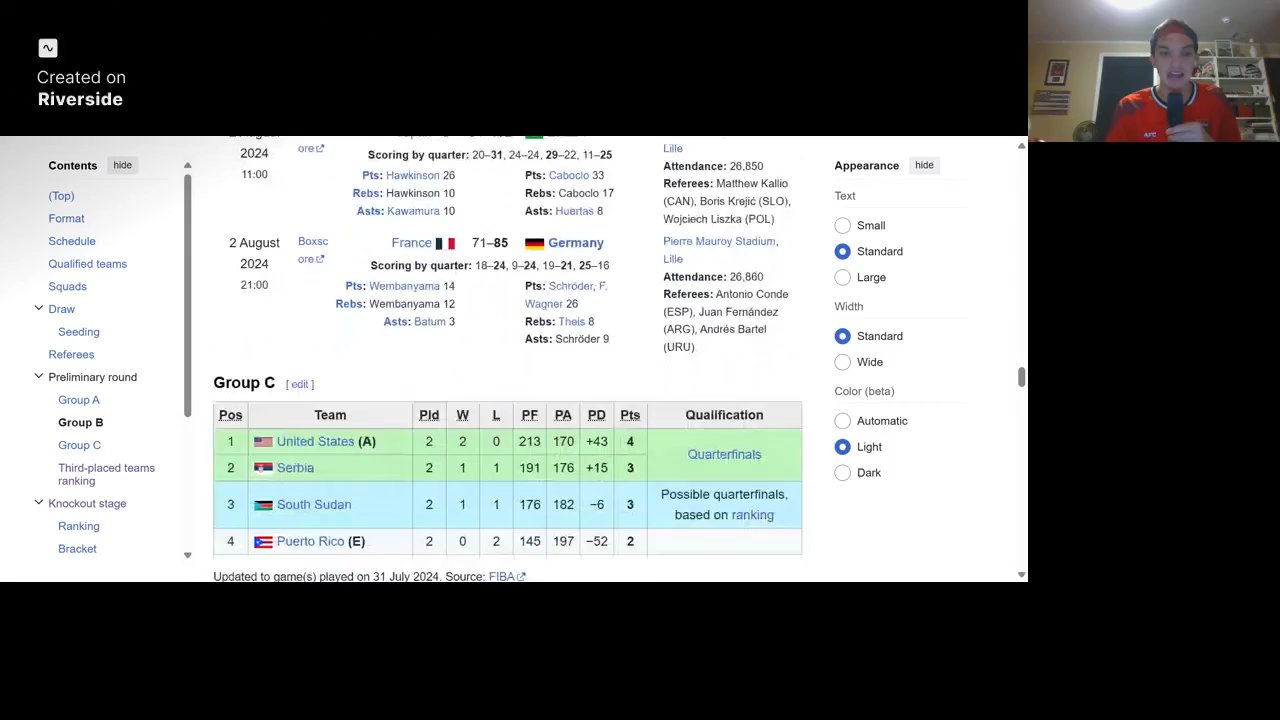 Created on
Riverside
Contents hide
(Top)
Format
Schedule
Qualified teams
Squads
Draw
Seeding
Referees
Preliminary round
Group A
Group B
Group C
Third-placed teams
ranking
Knockout stage
Ranking
Bracket
2024
11:00
ore
Scoring by quarter: 20–31, 24–24, 29–22, 11–25
Pts: Hawkinson 26
Rebs: Hawkinson 10
Asts: Kawamura 10
Pts: Caboclo 33
Rebs: Caboclo 17
Asts: Huertas 8
Lille
Attendance: 26,850
Referees: Matthew Kallio
(CAN), Boris Krejić (SLO),
Wojciech Liszka (POL)
2 August
2024
21:00
Boxsc
ore
France 71–85 Germany
Scoring by quarter: 18–24, 9–24, 19–21, 25–16
Pts: Wembanyama 14
Rebs: Wembanyama 12
Asts: Batum 3
Pts: Schröder, F.
Wagner 26
Rebs: Theis 8
Asts: Schröder 9
Pierre Mauroy Stadium,
Lille
Attendance: 26,860
Referees: Antonio Conde
(ESP), Juan Fernández
(ARG), Andrés Bartel
(URU)
Group C [ edit ]
Pos Team Pld W L PF PA PD Pts Qualification
1 United States (A) 2 2 0 213 170 +43 4
Quarterfinals
2 Serbia 2 1 1 191 176 +15 3
3 South Sudan 2 1 1 176 182 −6 3
Possible quarterfinals,
based on ranking
4 Puerto Rico (E) 2 0 2 145 197 −52 2
Updated to game(s) played on 31 July 2024. Source: FIBA
Appearance hide
Text
Small
Standard
Large
Width
Standard
Wide
Color (beta)
Automatic
Light
Dark
AFC
R